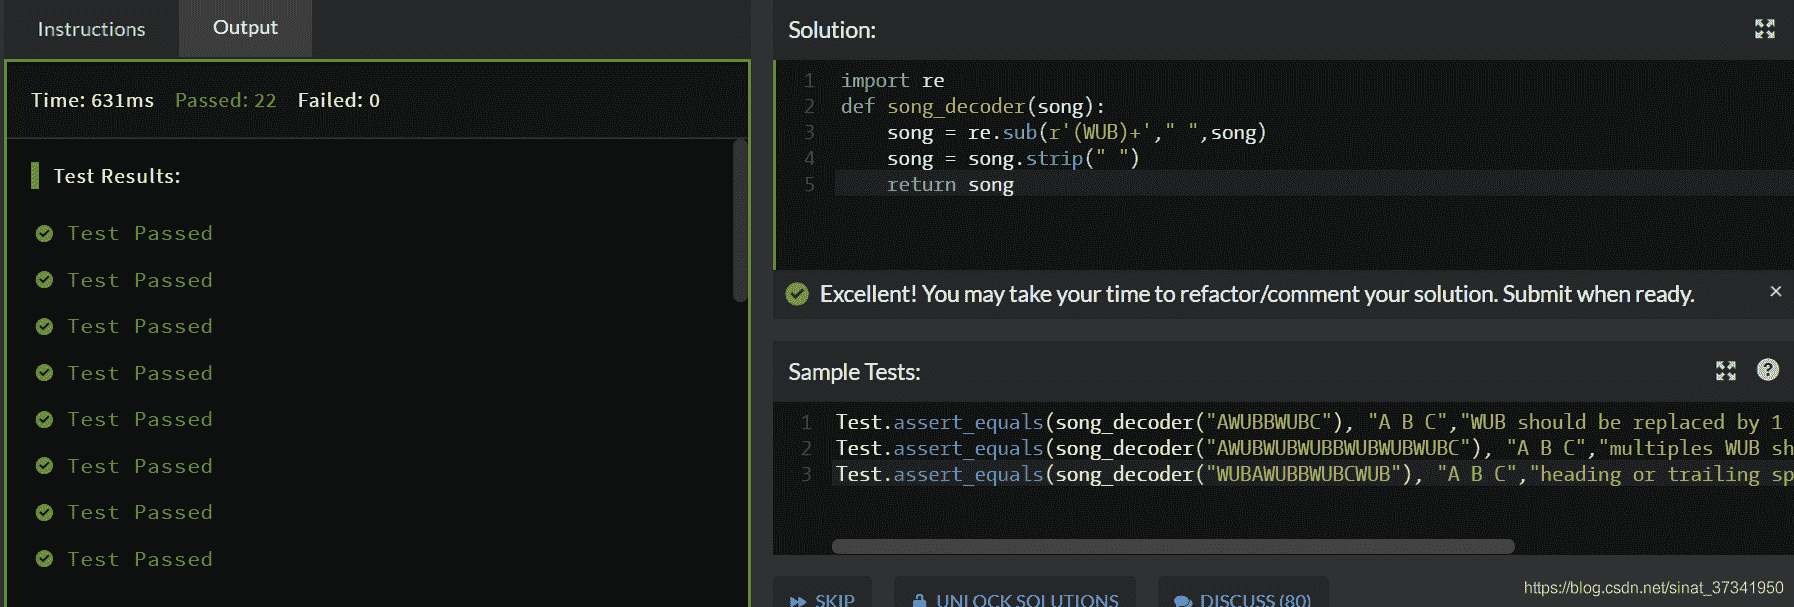 Instructions
Output
Time: 631ms Passed: 22 Failed: 0
Test Results:
Test Passed
Test Passed
Test Passed
Test Passed
Test Passed
Test Passed
Test Passed
Test Passed
Solution:
1 import re
2 def song_decoder(song):
3 song = re.sub(r'(WUB)+'," ",song)
4 song = song.strip(" ")
5 return song
Excellent! You may take your time to refactor/comment your solution. Submit when ready.
Sample Tests:
1 Test.assert_equals(song_decoder("AWUBBWUBC"), "A B C","WUB should be replaced by 1
2 Test.assert_equals(song_decoder("AWUBWUBWUBBWUBWUBWUBC"), "A B C","multiples WUB sh
3 Test.assert_equals(song_decoder("WUBAWUBBWUBCWUB"), "A B C","heading or trailing sp
SKIP
UNLOCK SOLUTIONS
DISCUSS (80)
https://blog.csdn.net/sinat_37341950